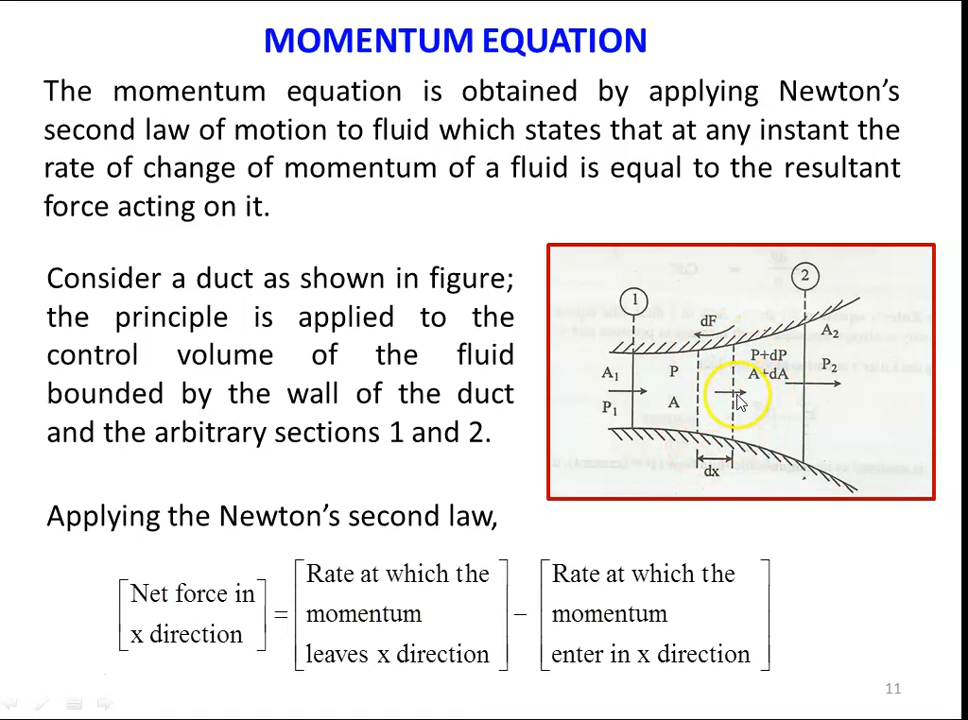 MOMENTUM EQUATION
The momentum equation is obtained by applying Newton’s
second law of motion to fluid which states that at any instant the
rate of change of momentum of a fluid is equal to the resultant
force acting on it.
Consider a duct as shown in figure;
the principle is applied to the
control volume of the fluid
bounded by the wall of the duct
and the arbitrary sections 1 and 2.
1
2
dF
A₂
P+dP
A₁
P
A+dA
P₂
P₁
A
dx
Applying the Newton’s second law,
[Net force in x direction] = [Rate at which the momentum leaves x direction] − [Rate at which the momentum enter in x direction]
11